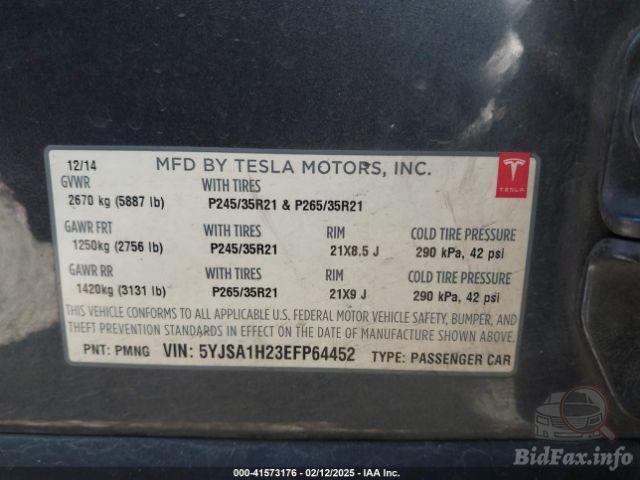 12/14 MFD BY TESLA MOTORS, INC.
TESLA
GVWR WITH TIRES
2670 kg (5887 lb) P245/35R21 & P265/35R21
GAWR FRT WITH TIRES RIM COLD TIRE PRESSURE
1250kg (2756 lb) P245/35R21 21X8.5 J 290 kPa, 42 psi
GAWR RR WITH TIRES RIM COLD TIRE PRESSURE
1420kg (3131 lb) P265/35R21 21X9 J 290 kPa, 42 psi
THIS VEHICLE CONFORMS TO ALL APPLICABLE U.S. FEDERAL MOTOR VEHICLE SAFETY, BUMPER, AND
THEFT PREVENTION STANDARDS IN EFFECT ON THE DATE OF MANUFACTURE SHOWN ABOVE.
PNT: PMNG VIN: 5YJSA1H23EFP64452 TYPE: PASSENGER CAR
BidFax.info
00-41573176 - 02/12/2025 - IAA Inc.